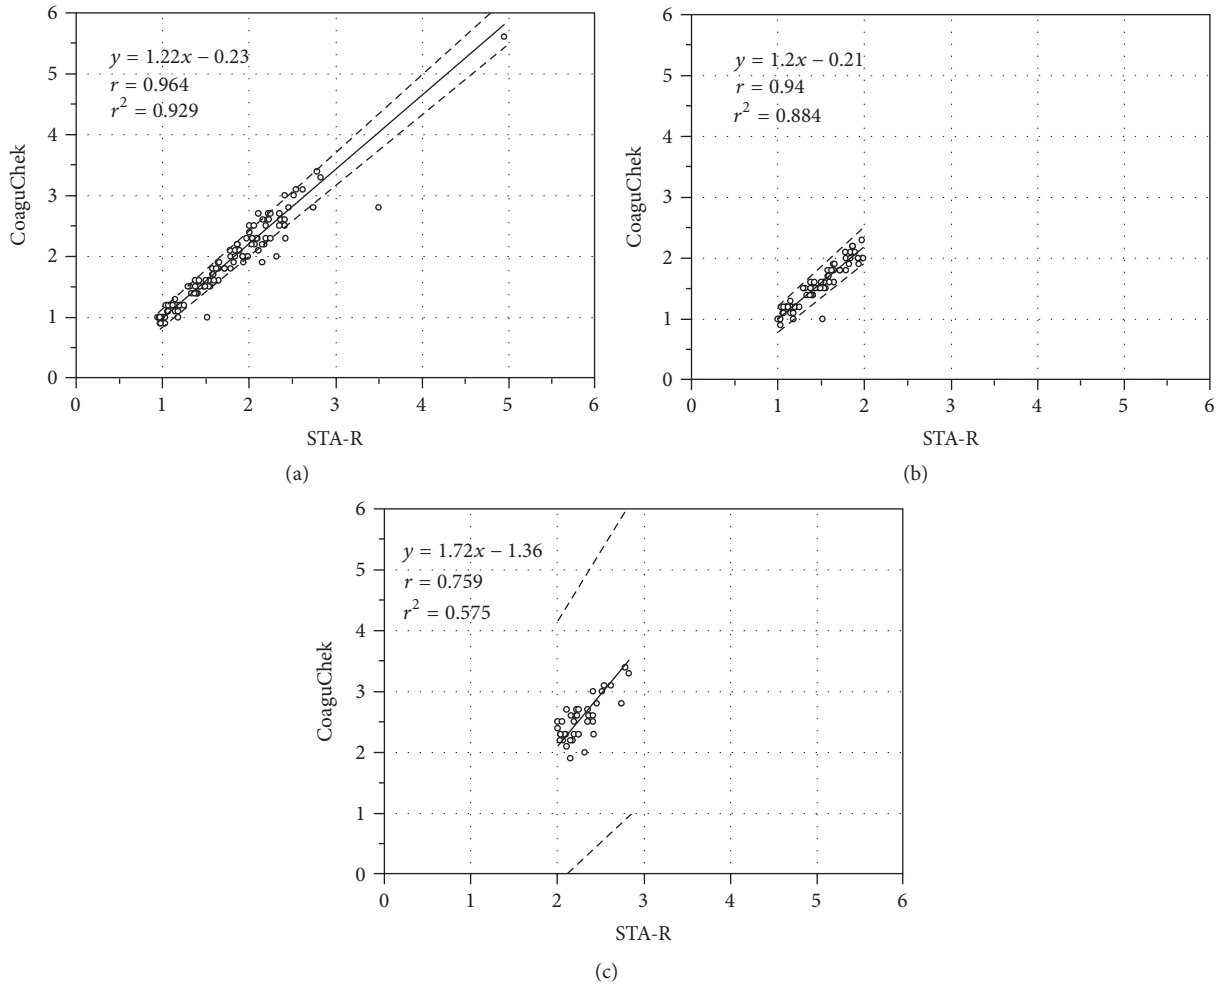 6
5
4
3
2
1
0
CoaguChek
y = 1.22x − 0.23
r = 0.964
r² = 0.929
0 1 2 3 4 5 6
STA-R
(a)
6
5
4
3
2
1
0
CoaguChek
y = 1.2x − 0.21
r = 0.94
r² = 0.884
0 1 2 3 4 5 6
STA-R
(b)
6
5
4
3
2
1
0
CoaguChek
y = 1.72x − 1.36
r = 0.759
r² = 0.575
0 1 2 3 4 5 6
STA-R
(c)